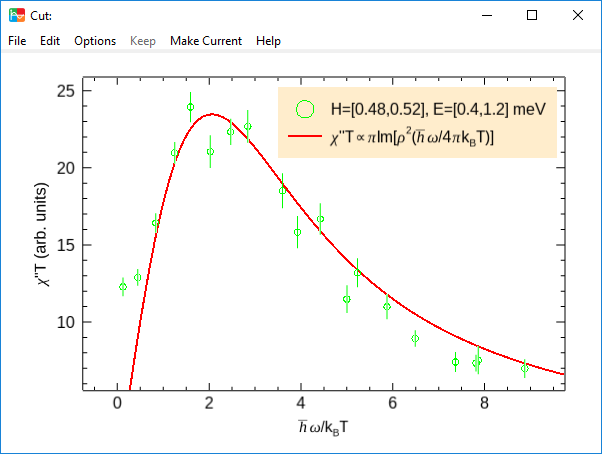 Cut:
File Edit Options Keep Make Current Help
25
20
15
10
χ"T (arb. units)
H=[0.48,0.52], E=[0.4,1.2] meV
χ"T∝πIm[ρ²(ħω/4πk_BT)]
0 2 4 6 8
ħω/k_BT